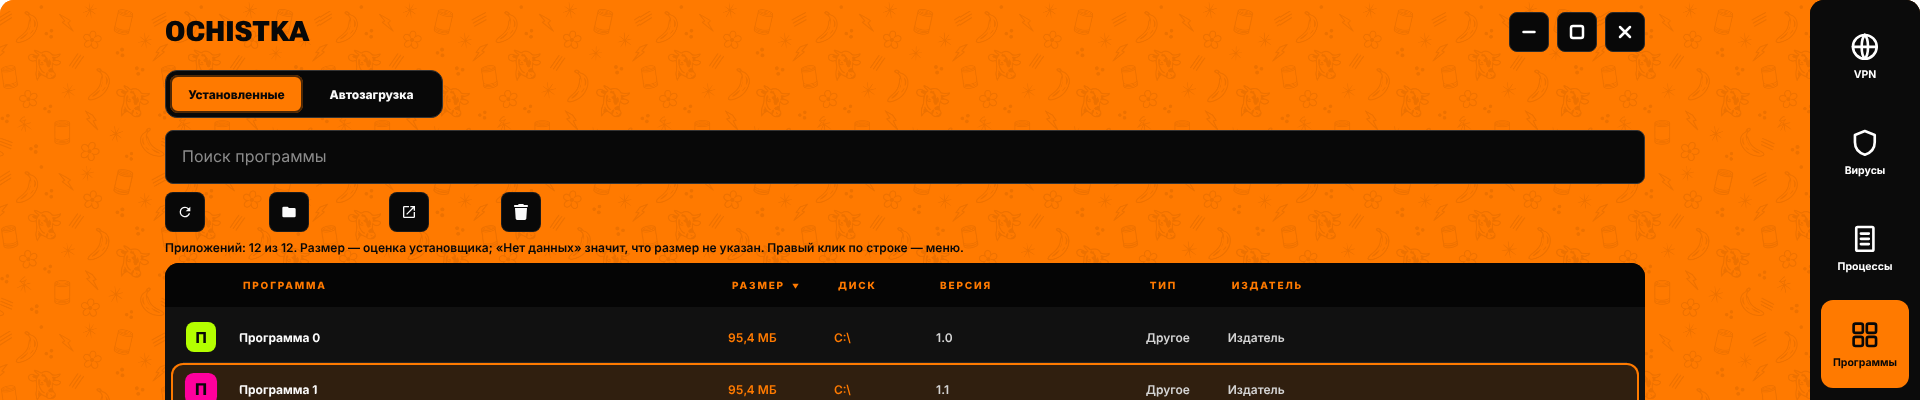 OCHISTKA
Установленные Автозагрузка
Поиск программы
Приложений: 12 из 12. Размер — оценка установщика; «Нет данных» значит, что размер не указан. Правый клик по строке — меню.
ПРОГРАММА РАЗМЕР ▼ ДИСК ВЕРСИЯ ТИП ИЗДАТЕЛЬ
П Программа 0 95,4 МБ C:\ 1.0 Другое Издатель
П Программа 1 95,4 МБ C:\ 1.1 Другое Издатель
VPN
Вирусы
Процессы
Программы